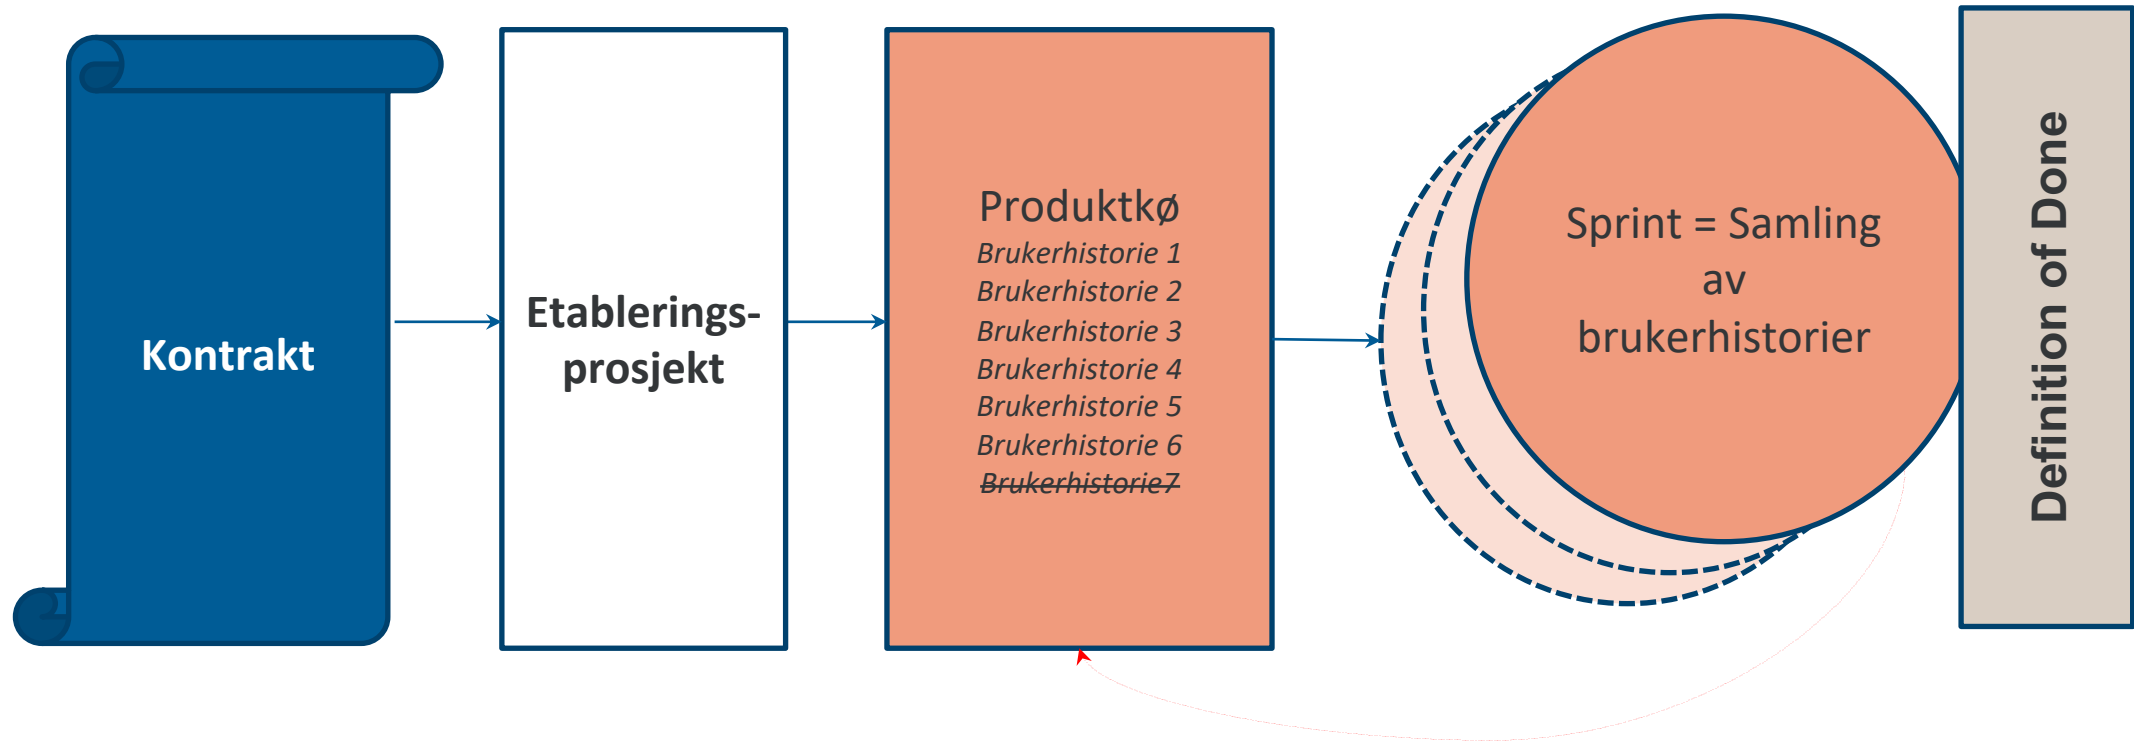 Kontrakt
Etablerings-
prosjekt
Produktkø
Brukerhistorie 1
Brukerhistorie 2
Brukerhistorie 3
Brukerhistorie 4
Brukerhistorie 5
Brukerhistorie 6
Brukerhistorie7
Sprint = Samling
av
brukerhistorier
Definition of Done